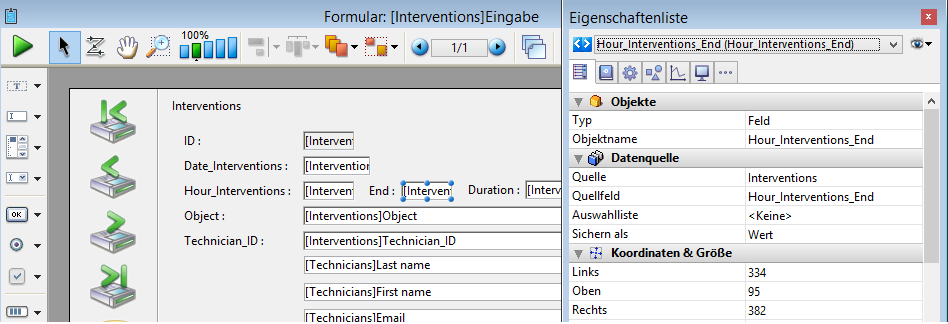 Formular: [Interventions]Eingabe
100%
1/1
Interventions
ID :
[Interven
Date_Interventions :
[Intervention
Hour_Interventions :
[Interven
End :
[Interven
Duration :
[Interv
Object :
[Interventions]Object
Technician_ID :
[Interventions]Technician_ID
[Technicians]Last name
[Technicians]First name
[Technicians]Email
OK
Eigenschaftenliste
Hour_Interventions_End (Hour_Interventions_End)
Objekte
Typ Feld
Objektname Hour_Interventions_End
Datenquelle
Quelle Interventions
Quellfeld Hour_Interventions_End
Auswahlliste <Keine>
Sichern als Wert
Koordinaten & Größe
Links 334
Oben 95
Rechts 382